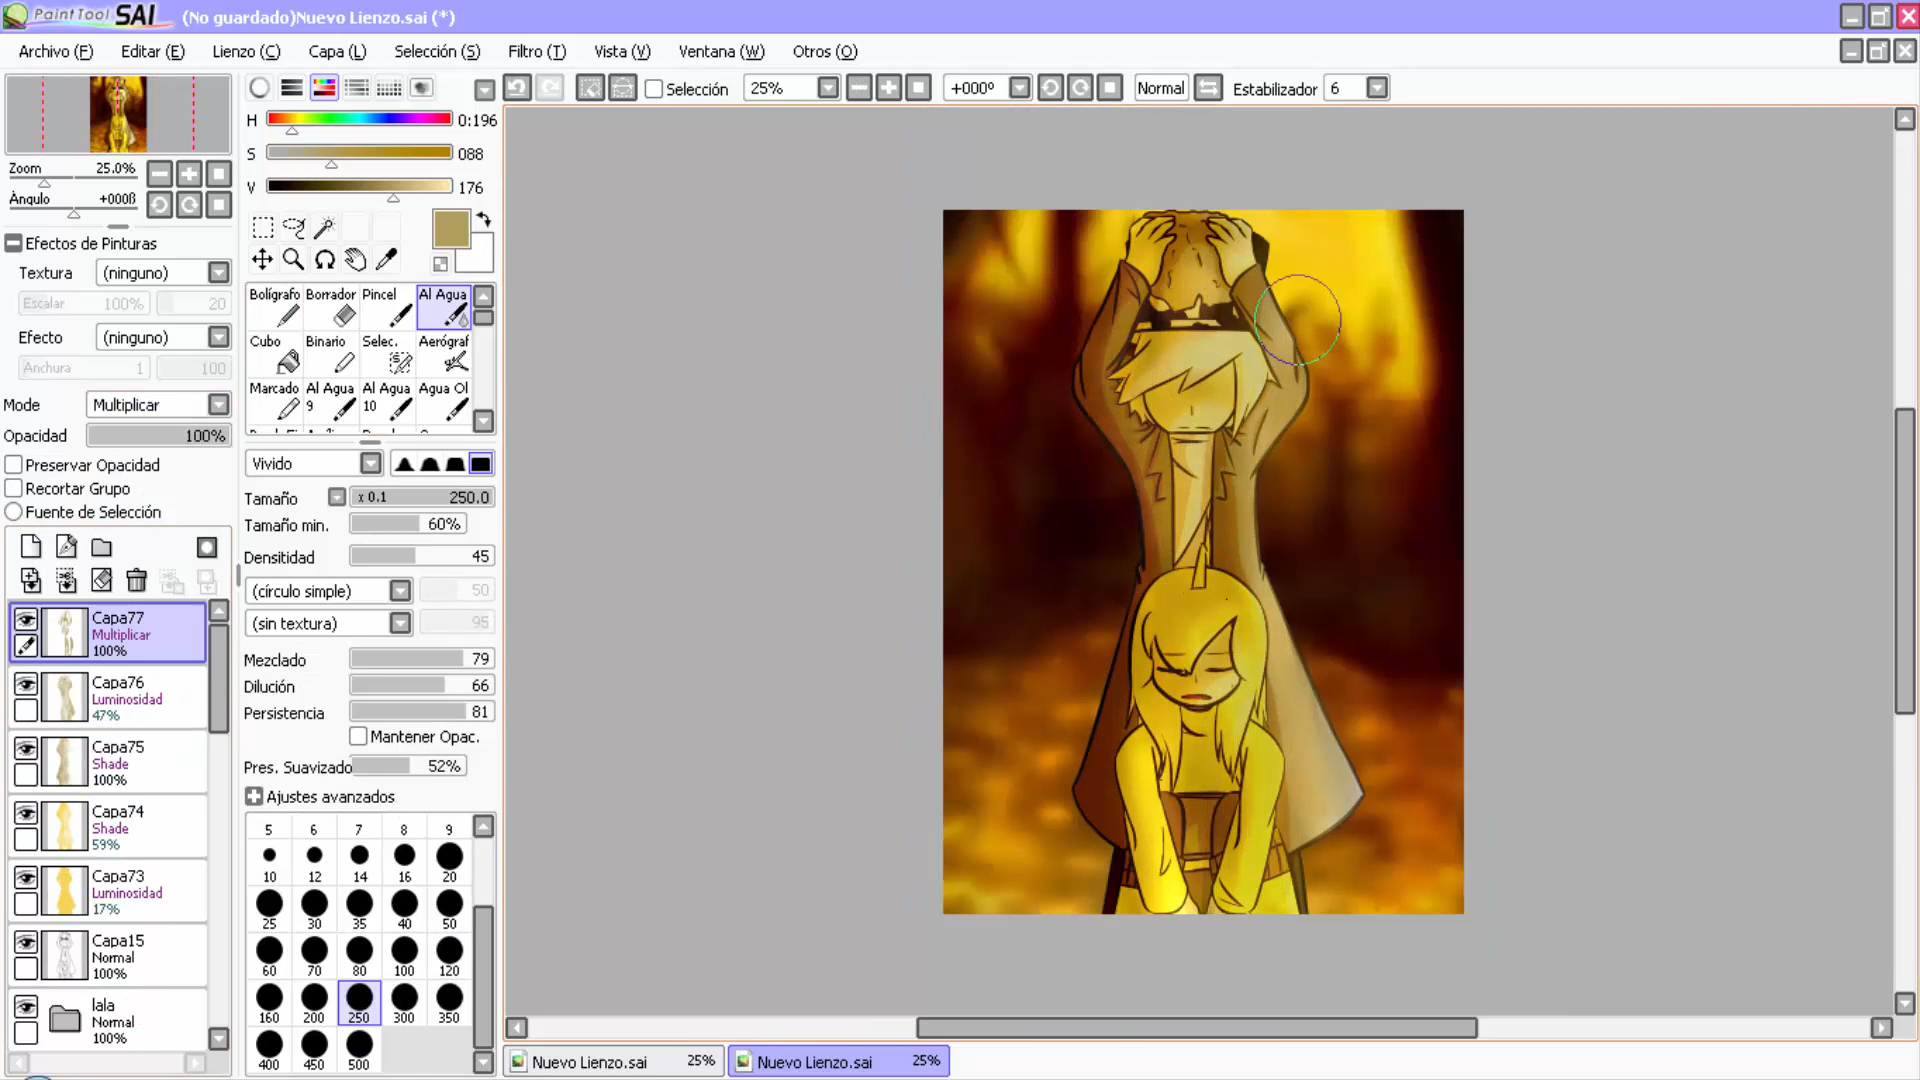 PaintTool SAI (No guardado)Nuevo Lienzo.sai (*)
Archivo (F) Editar (E) Lienzo (C) Capa (L) Selección (S) Filtro (T) Vista (V) Ventana (W) Otros (O)
Selección 25% +000º Normal Estabilizador 6
H 0:196
S 088
V 176
Zoom 25.0%
Àngulo +000ß
Efectos de Pinturas
Textura (ninguno)
Escalar 100% 20
Efecto (ninguno)
Anchura 1 100
Mode Multiplicar
Opacidad 100%
Preservar Opacidad
Recortar Grupo
Fuente de Selección
Capa77
Multiplicar
100%
Capa76
Luminosidad
47%
Capa75
Shade
100%
Capa74
Shade
59%
Capa73
Luminosidad
17%
Capa15
Normal
100%
lala
Normal
100%
Bolígrafo Borrador Pincel Al Agua
Cubo Binario Selec. Aerógraf
Marcado Al Agua Al Agua Agua Ol
9 10
Vivido
Tamaño x 0.1 250.0
Tamaño min. 60%
Densitidad 45
(círculo simple) 50
(sin textura) 95
Mezclado 79
Dilución 66
Persistencia 81
Mantener Opac.
Pres. Suavizado 52%
Ajustes avanzados
5 6 7 8 9
10 12 14 16 20
25 30 35 40 50
60 70 80 100 120
160 200 250 300 350
400 450 500
Nuevo Lienzo.sai 25% Nuevo Lienzo.sai 25%